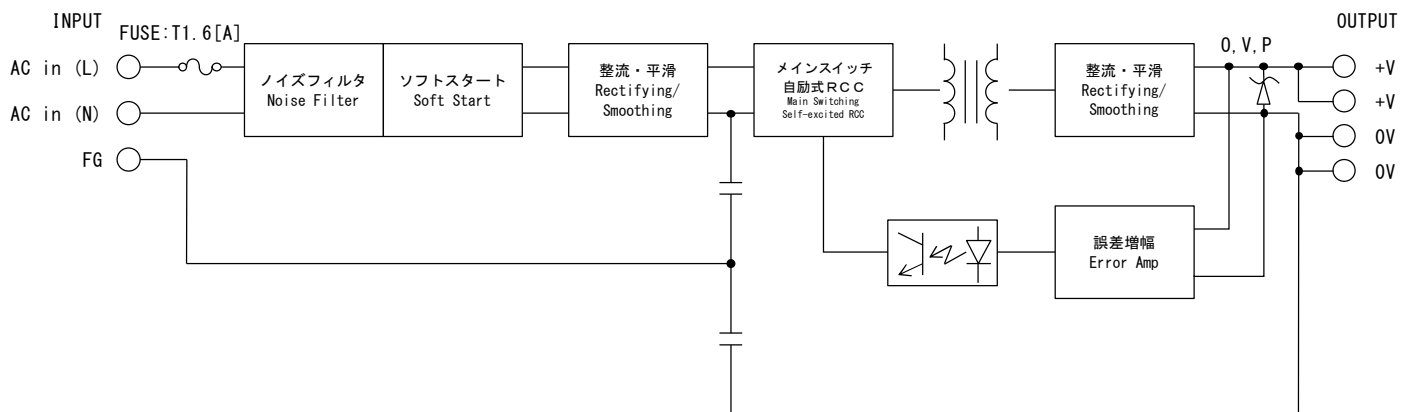 INPUT
FUSE:T1.6[A]
AC in (L)
AC in (N)
FG
ノイズフィルタ
Noise Filter
ソフトスタート
Soft Start
整流・平滑
Rectifying/
Smoothing
メインスイッチ
自励式RCC
Main Switching
Self-excited RCC
整流・平滑
Rectifying/
Smoothing
O,V,P
OUTPUT
+V
+V
0V
0V
誤差増幅
Error Amp